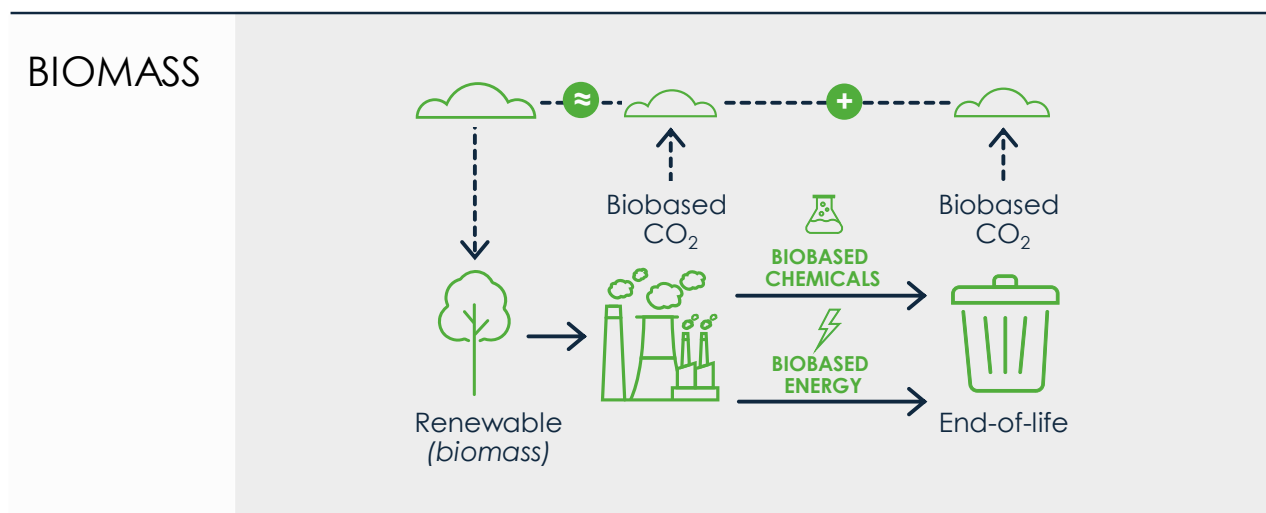 BIOMASS
≈
+
Biobased
CO₂
Biobased
CO₂
BIOBASED
CHEMICALS
BIOBASED
ENERGY
Renewable
(biomass)
End-of-life